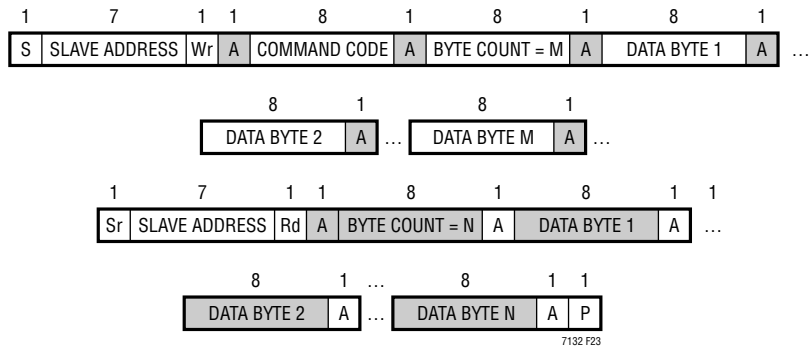 1 7 1 1 8 1 8 1 8 1
S SLAVE ADDRESS Wr A COMMAND CODE A BYTE COUNT = M A DATA BYTE 1 A …
8 1 8 1
DATA BYTE 2 A … DATA BYTE M A …
1 7 1 1 8 1 8 1 1
Sr SLAVE ADDRESS Rd A BYTE COUNT = N A DATA BYTE 1 A …
8 1 … 8 1 1
DATA BYTE 2 A … DATA BYTE N A P
7132 F23